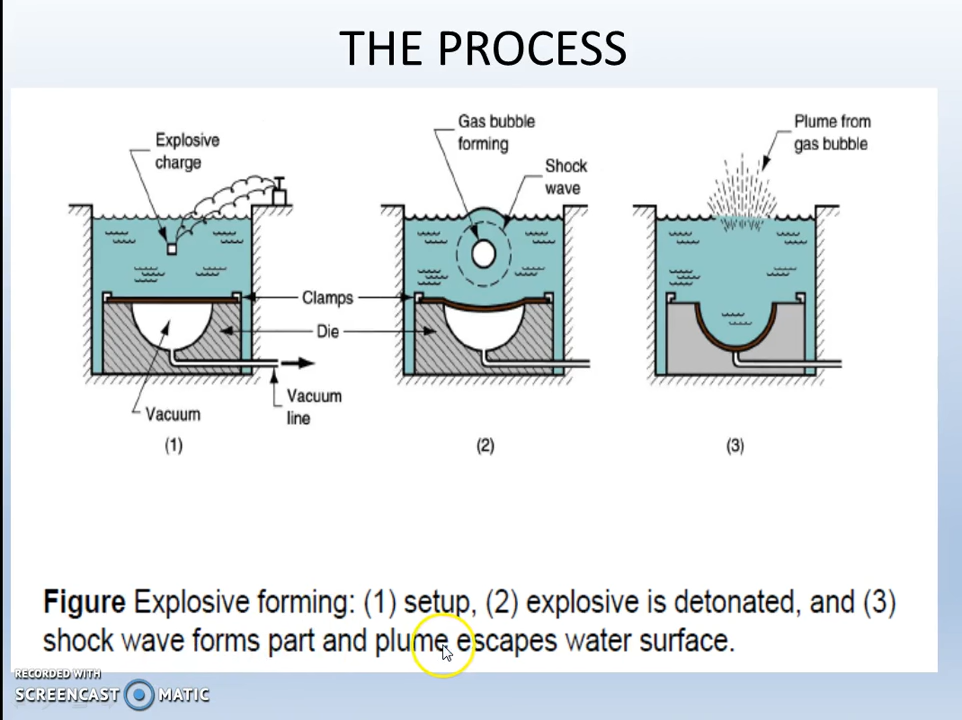 THE PROCESS
Explosive
charge
Gas bubble
forming
Shock
wave
Plume from
gas bubble
Clamps
Die
Vacuum
Vacuum
line
(1)
(2)
(3)
Figure Explosive forming: (1) setup, (2) explosive is detonated, and (3)
shock wave forms part and plume escapes water surface.
RECORDED WITH
SCREENCAST MATIC